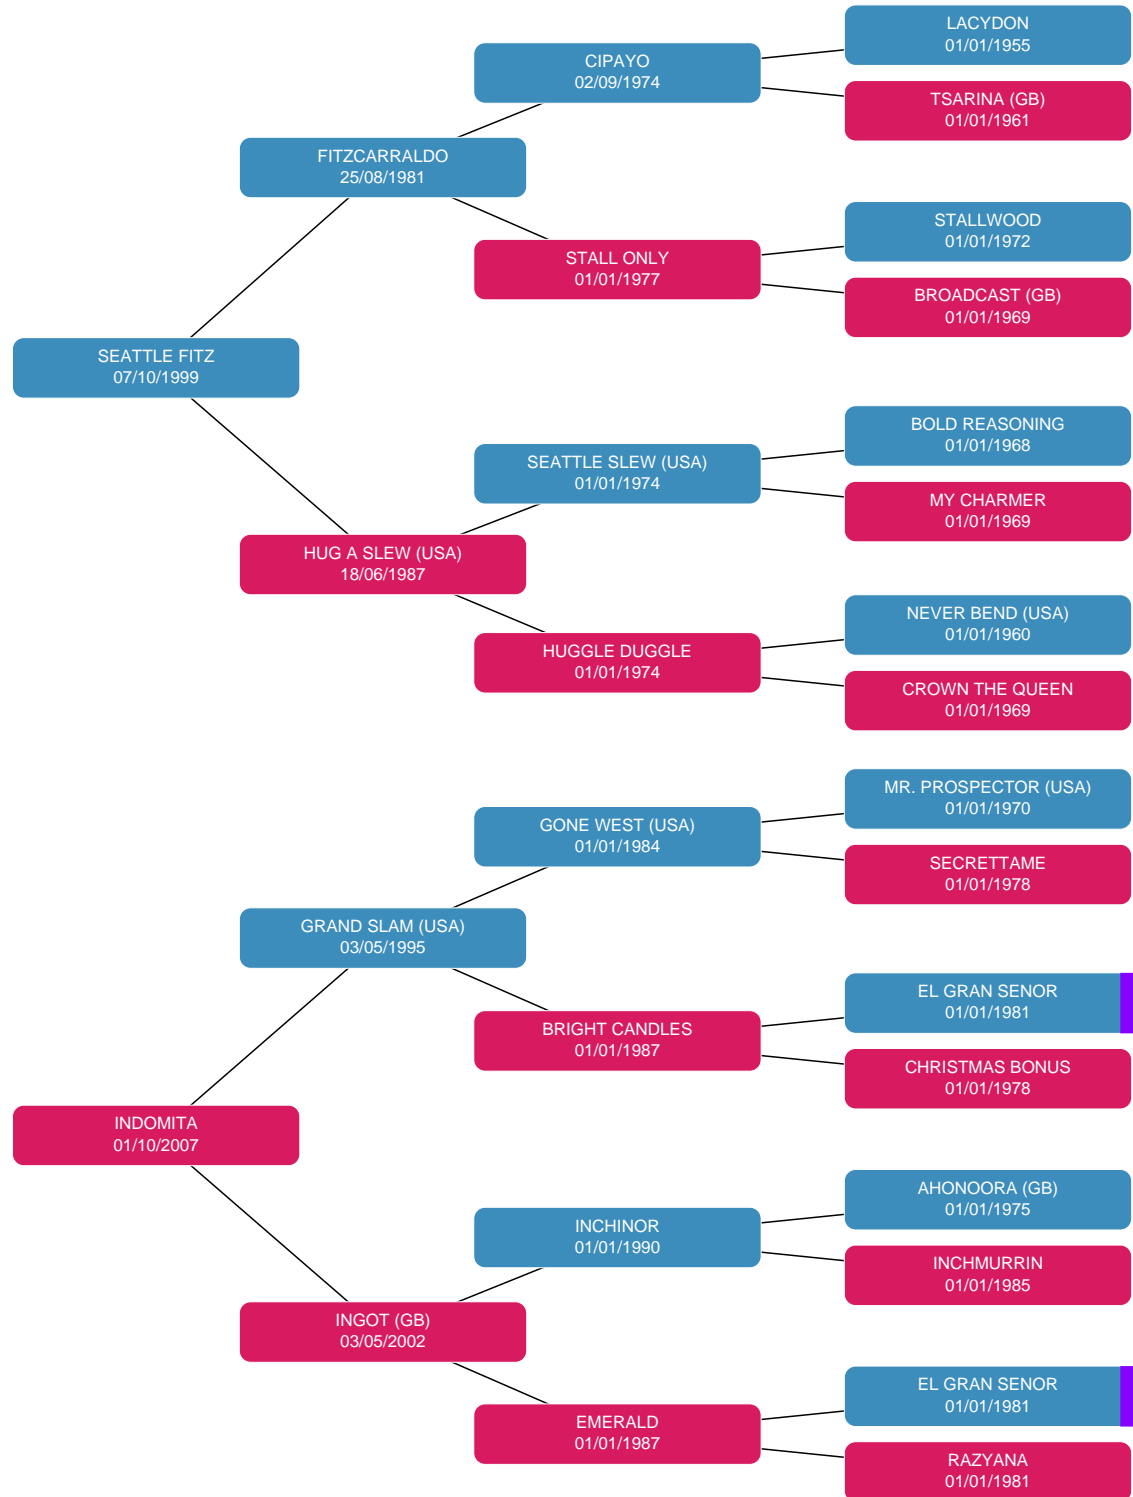 LACYDON
01/01/1955
CIPAYO
02/09/1974
TSARINA (GB)
01/01/1961
FITZCARRALDO
25/08/1981
STALLWOOD
01/01/1972
STALL ONLY
01/01/1977
BROADCAST (GB)
01/01/1969
SEATTLE FITZ
07/10/1999
BOLD REASONING
01/01/1968
SEATTLE SLEW (USA)
01/01/1974
MY CHARMER
01/01/1969
HUG A SLEW (USA)
18/06/1987
NEVER BEND (USA)
01/01/1960
HUGGLE DUGGLE
01/01/1974
CROWN THE QUEEN
01/01/1969
MR. PROSPECTOR (USA)
01/01/1970
GONE WEST (USA)
01/01/1984
SECRETTAME
01/01/1978
GRAND SLAM (USA)
03/05/1995
EL GRAN SENOR
01/01/1981
BRIGHT CANDLES
01/01/1987
CHRISTMAS BONUS
01/01/1978
INDOMITA
01/10/2007
AHONOORA (GB)
01/01/1975
INCHINOR
01/01/1990
INCHMURRIN
01/01/1985
INGOT (GB)
03/05/2002
EL GRAN SENOR
01/01/1981
EMERALD
01/01/1987
RAZYANA
01/01/1981